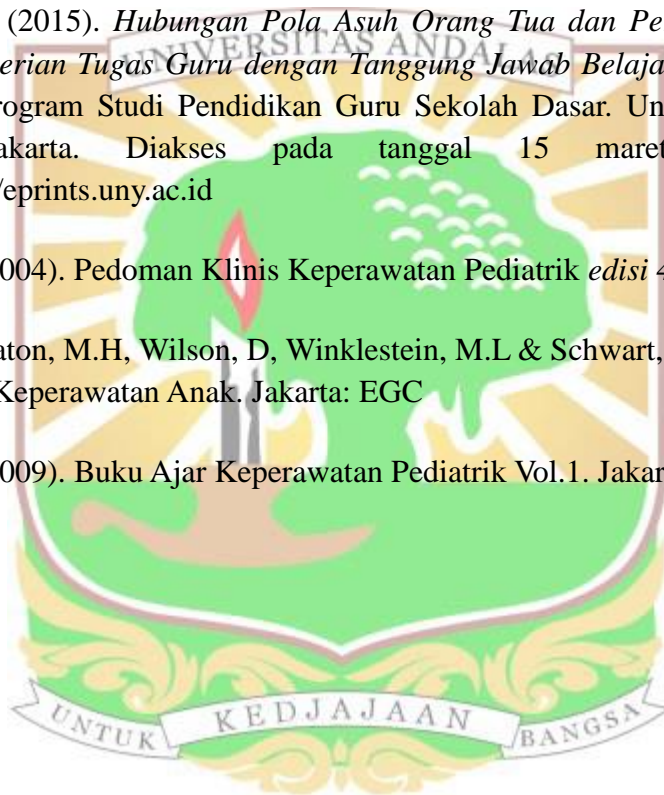 (2015). Hubungan Pola Asuh Orang Tua dan Pe
UNIVERSITAS ANDALAS
erian Tugas Guru dengan Tanggung Jawab Belaja
rogram Studi Pendidikan Guru Sekolah Dasar. Un
akarta. Diakses pada tanggal 15 maret
/eprints.uny.ac.id
004). Pedoman Klinis Keperawatan Pediatrik edisi 4
aton, M.H, Wilson, D, Winklestein, M.L & Schwart,
Keperawatan Anak. Jakarta: EGC
009). Buku Ajar Keperawatan Pediatrik Vol.1. Jakar
UNTUK KEDJAJAAN BANGSA